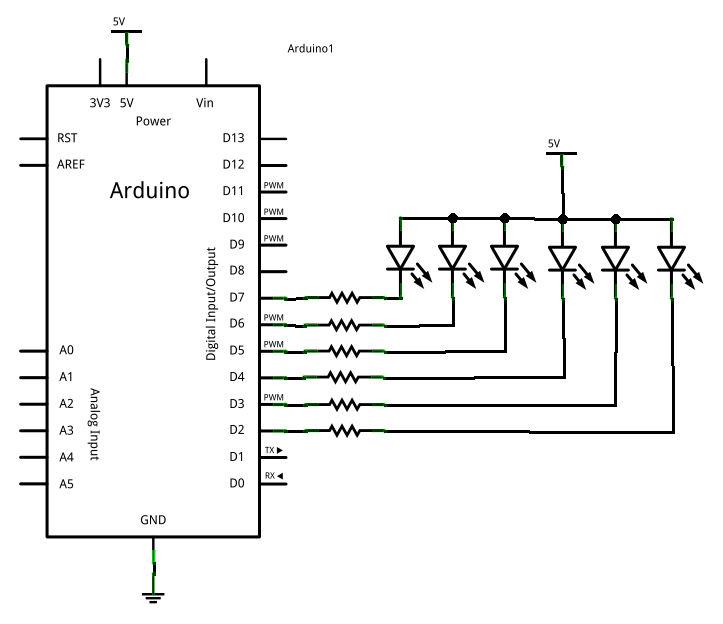 5V
Arduino1
3V3 5V Vin
Power
RST D13
AREF D12
Arduino
D11 PWM
D10 PWM
D9 PWM
D8
Digital Input/Output
D7
D6 PWM
A0 D5 PWM
A1 D4
A2 D3 PWM
A3 D2
Analog Input
A4 D1 TX ▶
A5 D0 RX ◀
GND
5V